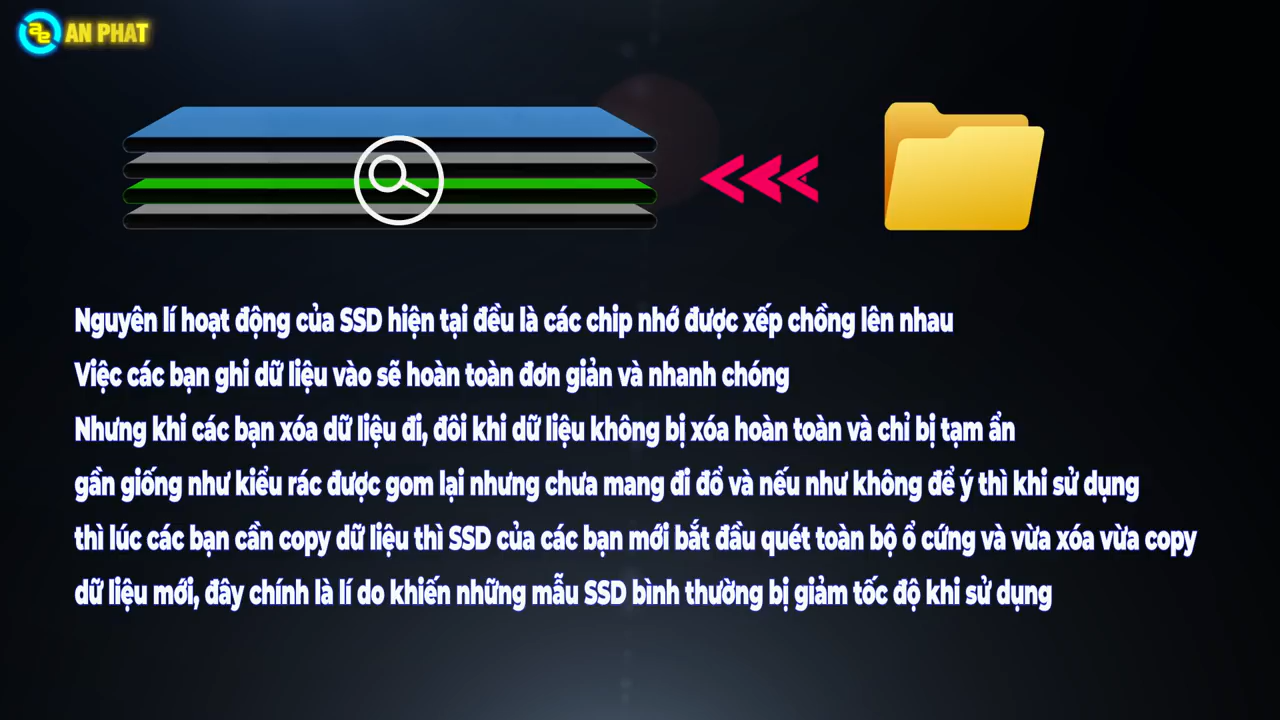 AN PHAT
Nguyên lí hoạt động của SSD hiện tại đều là các chip nhớ được xếp chồng lên nhau
Việc các bạn ghi dữ liệu vào sẽ hoàn toàn đơn giản và nhanh chóng
Nhưng khi các bạn xóa dữ liệu đi, đôi khi dữ liệu không bị xóa hoàn toàn và chỉ bị tạm ẩn
gần giống như kiểu rác được gom lại nhưng chưa mang đi đổ và nếu như không để ý thì khi sử dụng
thì lúc các bạn cần copy dữ liệu thì SSD của các bạn mới bắt đầu quét toàn bộ ổ cứng và vừa xóa vừa copy
dữ liệu mới, đây chính là lí do khiến những mẫu SSD bình thường bị giảm tốc độ khi sử dụng